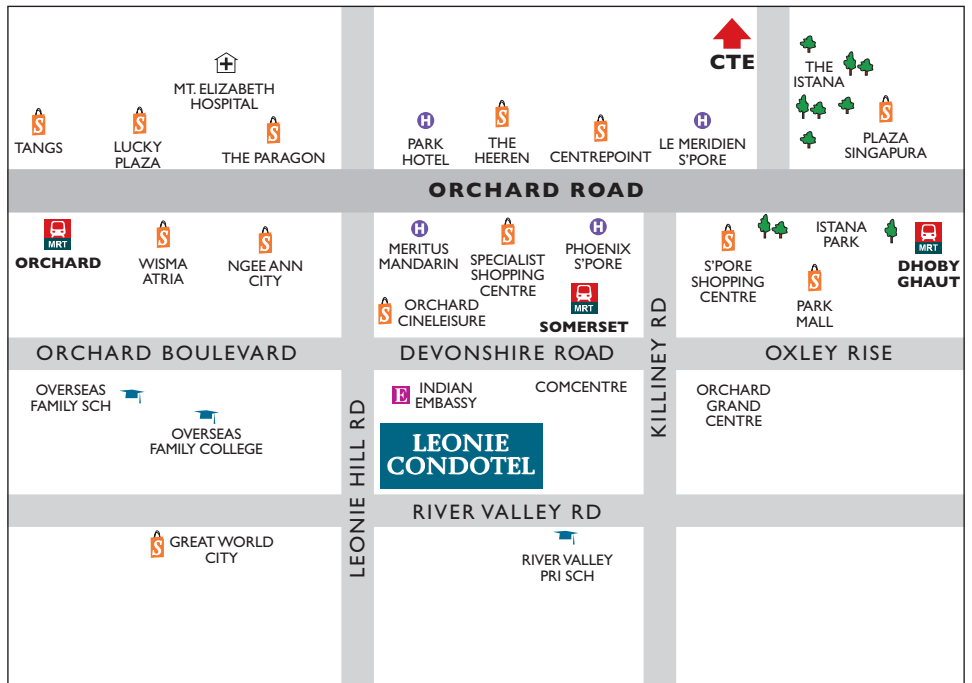 CTE
THE
ISTANA
MT. ELIZABETH
HOSPITAL
S
TANGS
S
LUCKY
PLAZA
S
THE PARAGON
H
PARK
HOTEL
S
THE
HEEREN
S
CENTREPOINT
H
LE MERIDIEN
S'PORE
S
PLAZA
SINGAPURA
ORCHARD ROAD
MRT
ORCHARD
S
WISMA
ATRIA
S
NGEE ANN
CITY
H
MERITUS
MANDARIN
S
SPECIALIST
SHOPPING
CENTRE
H
PHOENIX
S'PORE
S
ORCHARD
CINELEISURE
MRT
SOMERSET
S
S'PORE
SHOPPING
CENTRE
ISTANA
PARK
S
PARK
MALL
MRT
DHOBY
GHAUT
ORCHARD BOULEVARD
DEVONSHIRE ROAD
OXLEY RISE
KILLINEY RD
LEONIE HILL RD
OVERSEAS
FAMILY SCH
OVERSEAS
FAMILY COLLEGE
E
INDIAN
EMBASSY
COMCENTRE
ORCHARD
GRAND
CENTRE
LEONIE
CONDOTEL
RIVER VALLEY RD
S
GREAT WORLD
CITY
RIVER VALLEY
PRI SCH